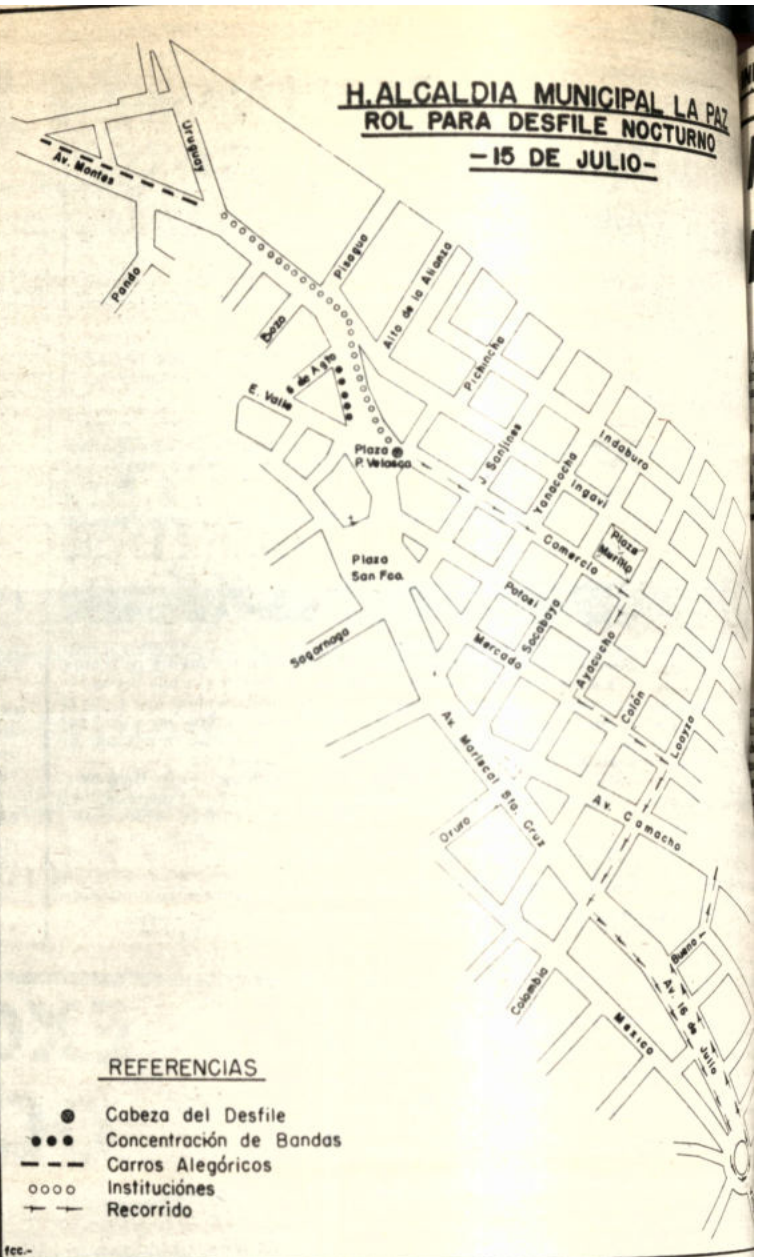 H. ALCALDIA MUNICIPAL LA PAZ
ROL PARA DESFILE NOCTURNO
-15 DE JULIO-
Uruguay
Av. Montes
Pando
Pisagua
Alto de la Alianza
Bozo
Pichincha
6 de Agto
E. Valle
Plaza
P. Velasco
J. Sanjines
Indaburo
Yanacocha
Ingavi
Plaza
Murillo
Comercio
Plaza
San Fco.
Potosi
Socabaya
Mercado
Ayacucho
Sagarnaga
Colón
Loayza
Av. Mariscal Sta. Cruz
Av. Camacho
Oruro
Bueno
Colombia
Av. 16 de Julio
Mexico
REFERENCIAS
Cabeza del Desfile
Concentración de Bandas
Carros Alegóricos
Instituciónes
Recorrido
fcc.-